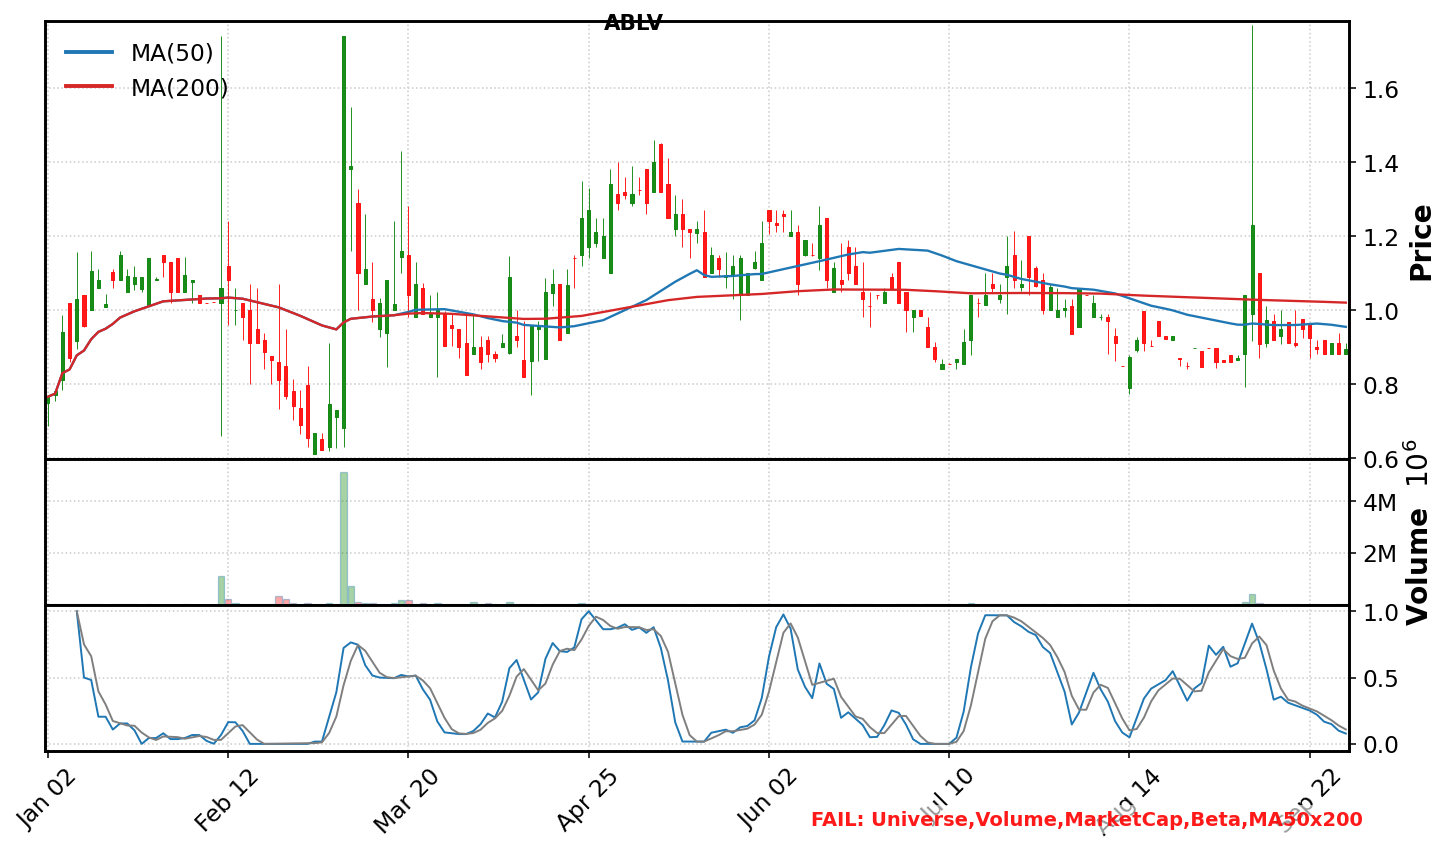 ABLV
MA(50)
MA(200)
1.6
1.4
1.2
1.0
0.8
0.6
Price
10^6
4M
2M
Volume
1.0
0.5
0.0
Jan 02
Feb 12
Mar 20
Apr 25
Jun 02
Jul 10
Aug 14
Sep 22
FAIL: Universe,Volume,MarketCap,Beta,MA50x200